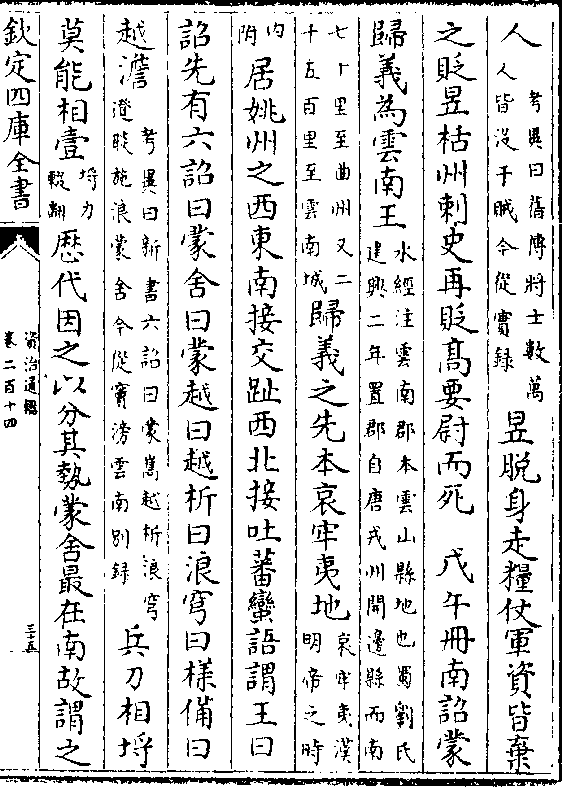 人考異曰舊傳將士數萬人皆沒于賊今從實錄昱脱身走糧仗軍資皆棄
之貶昱枯州刺史再貶髙要尉而死　戊午冊南詔蒙
歸義為雲南王水經注雲南郡本雲山縣地也蜀劉氏建興二年置郡自唐戎州開邊縣而南
七十里至曲州又二千五百里至雲南城歸義之先本哀牢夷地哀牢夷漢明帝之時
内附居姚州之西東南接交趾西北接吐蕃蠻語謂王曰
詔先有六詔曰蒙舍曰蒙越曰越析曰浪穹曰様備曰
越澹考異曰新書六詔曰蒙嶲越析浪穹澄睒施浪蒙舍今從竇滂雲南别録兵力相埒
莫能相壹埒力輟翻歴代因之以分其埶蒙舍最在南故謂之
欽定四庫全書
資治通鑑
卷二百十四
三十五